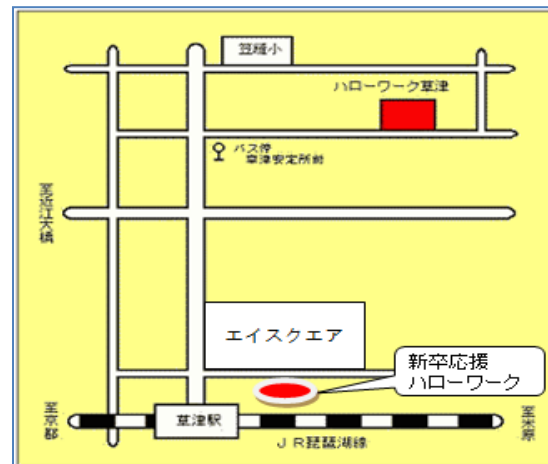 笠縫小
ハローワーク草津
バス停
草津安定所前
至近江大橋
エイスクエア
新卒応援
ハローワーク
至京都
草津駅
至米原
JR琵琶湖線